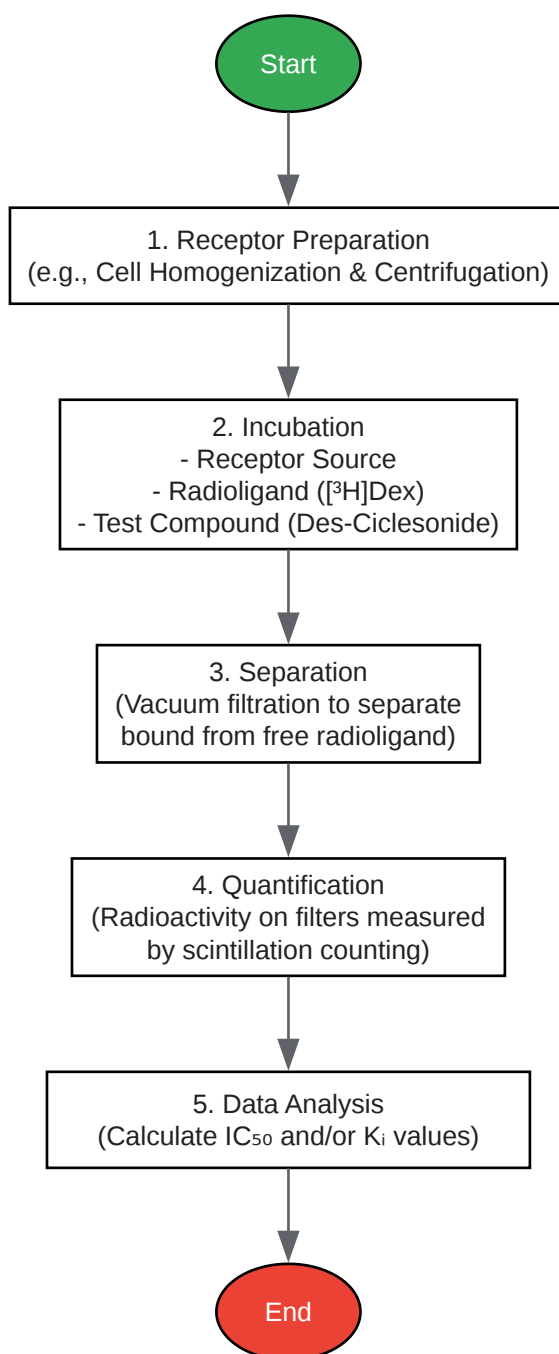 Start
1. Receptor Preparation
(e.g., Cell Homogenization & Centrifugation)
2. Incubation
- Receptor Source
- Radioligand ([³H]Dex)
- Test Compound (Des-Ciclesonide)
3. Separation
(Vacuum filtration to separate
bound from free radioligand)
4. Quantification
(Radioactivity on filters measured
by scintillation counting)
5. Data Analysis
(Calculate IC₅₀ and/or Kᵢ values)
End